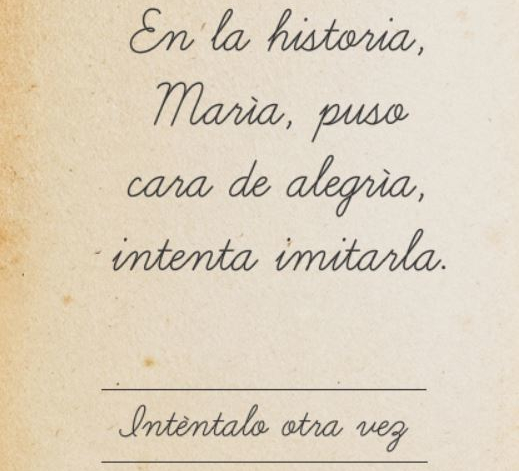 En la historia,
Marìa, puso
cara de alegrìa,
intenta imitarla.
Intèntalo otra vez